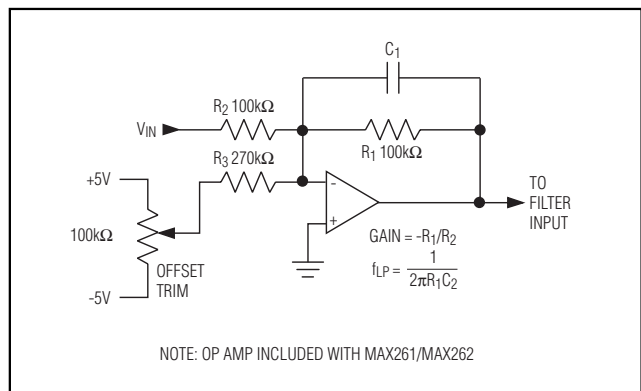 C1
R2 100kΩ
VIN
R1 100kΩ
R3 270kΩ
+5V
-
+
TO
FILTER
INPUT
100kΩ
GAIN = -R1/R2
fLP = 1
2πR1C2
OFFSET
TRIM
-5V
NOTE: OP AMP INCLUDED WITH MAX261/MAX262